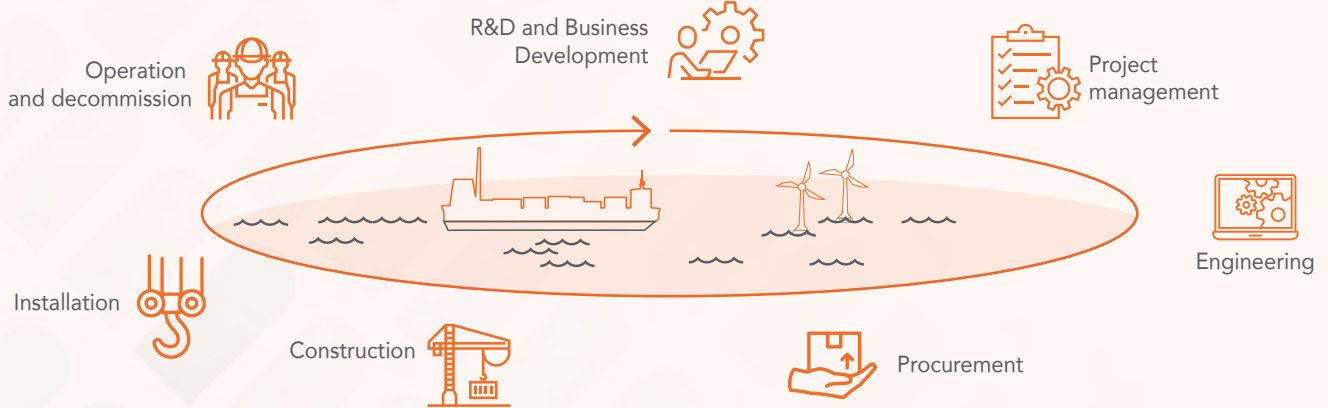 R&D and Business
Development
Project
management
Engineering
Procurement
Construction
Installation
Operation
and decommission